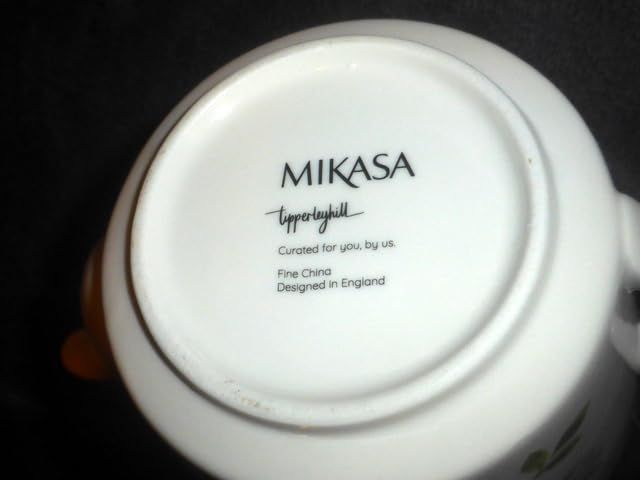 MIKASA
tipperleyhill
Curated for you, by us.
Fine China
Designed in England